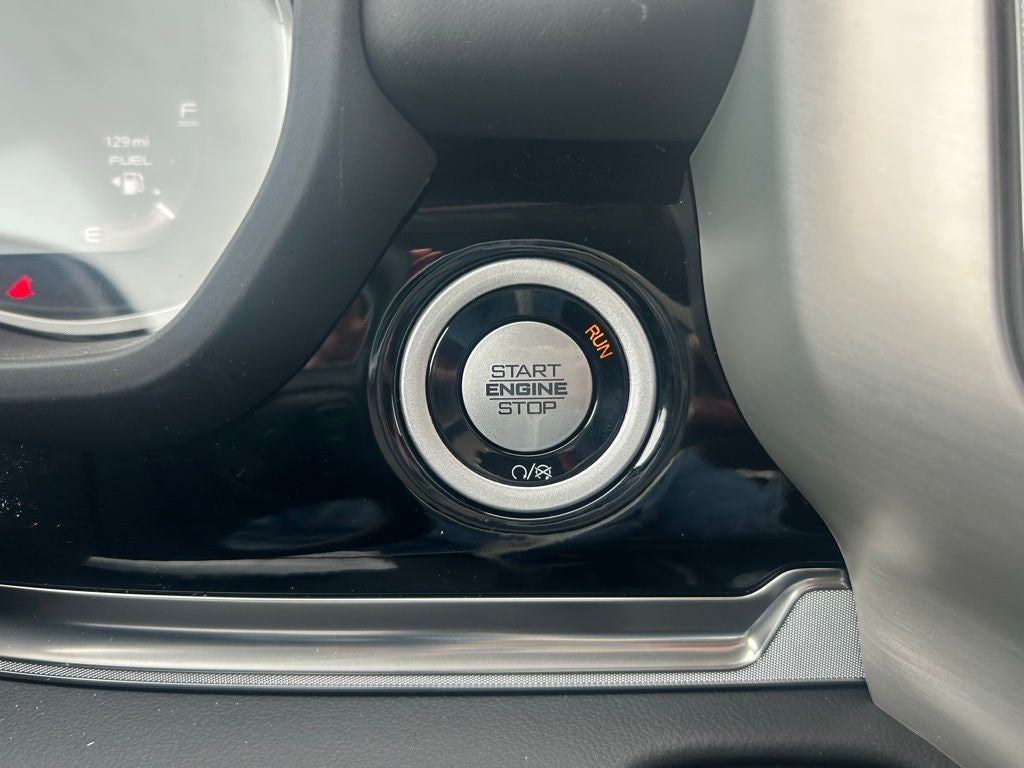 F
129 mi
FUEL
E
RUN
START
ENGINE
STOP